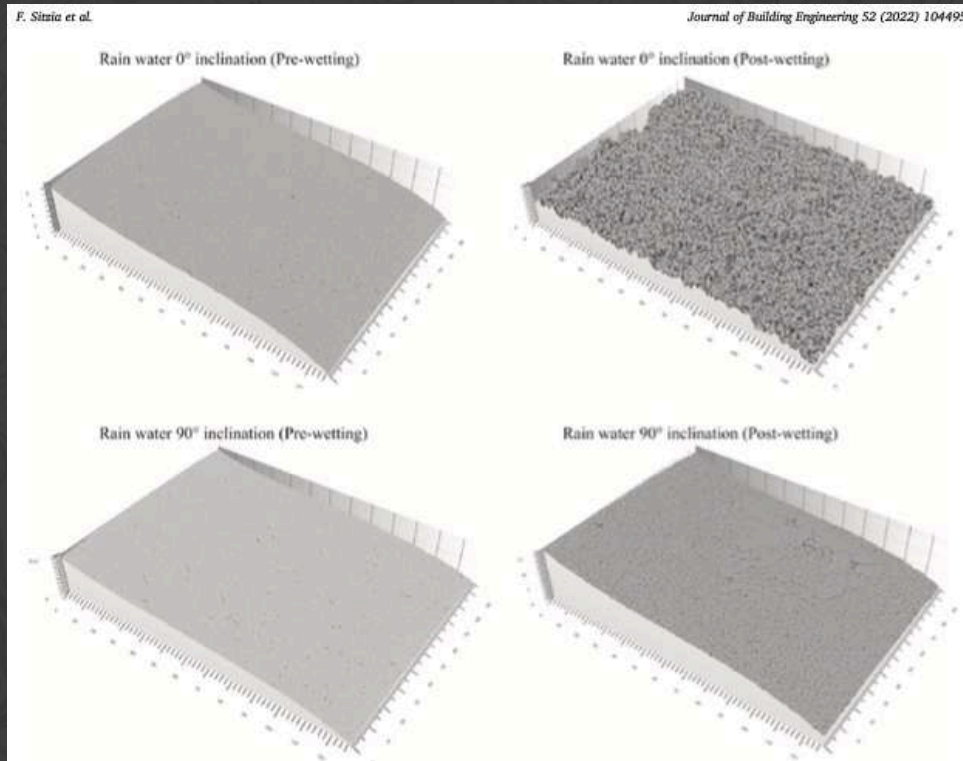 F. Sitzia et al.
Journal of Building Engineering 52 (2022) 104495
Rain water 0° inclination (Pre-wetting)
Rain water 0° inclination (Post-wetting)
Rain water 90° inclination (Pre-wetting)
Rain water 90° inclination (Post-wetting)